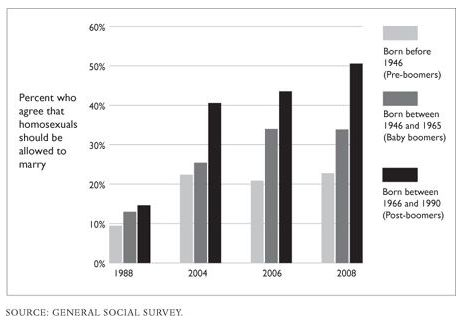 Percent who
agree that
homosexuals
should be
allowed to
marry
60%
50%
40%
30%
20%
10%
0%
1988
2004
2006
2008
Born before
1946
(Pre-boomers)
Born between
1946 and 1965
(Baby boomers)
Born between
1966 and 1990
(Post-boomers)
SOURCE: GENERAL SOCIAL SURVEY.